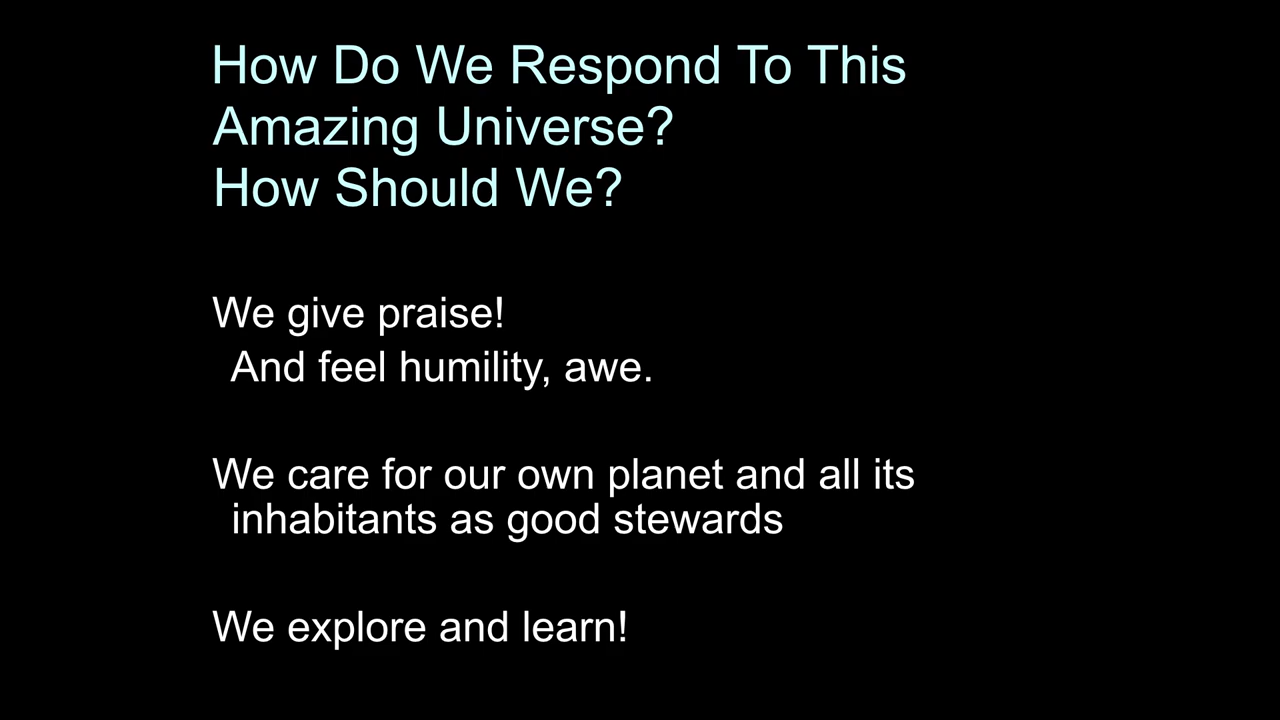 How Do We Respond To This
Amazing Universe?
How Should We?
We give praise!
And feel humility, awe.
We care for our own planet and all its
inhabitants as good stewards
We explore and learn!